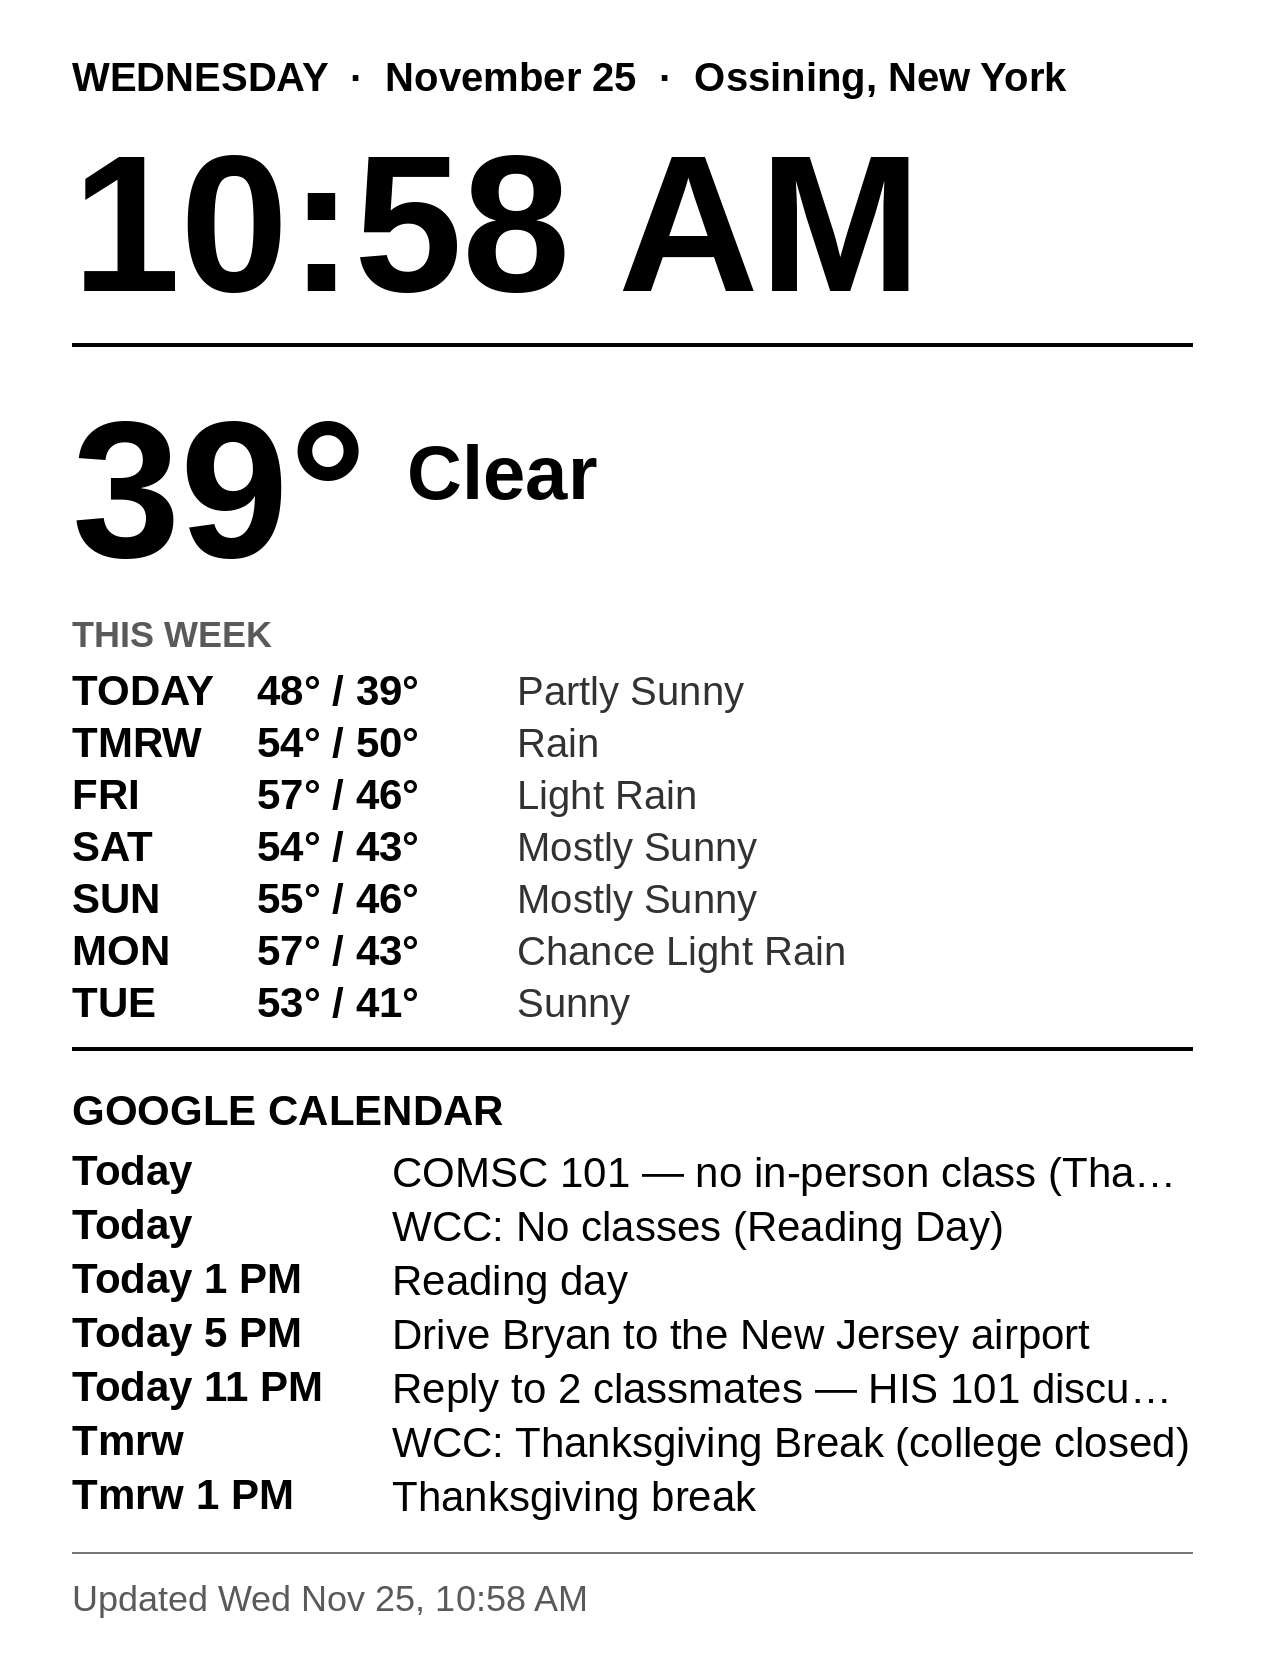 WEDNESDAY · November 25 · Ossining, New York
10:58 AM
39° Clear
THIS WEEK
TODAY 48° / 39° Partly Sunny
TMRW 54° / 50° Rain
FRI 57° / 46° Light Rain
SAT 54° / 43° Mostly Sunny
SUN 55° / 46° Mostly Sunny
MON 57° / 43° Chance Light Rain
TUE 53° / 41° Sunny
GOOGLE CALENDAR
Today COMSC 101 — no in-person class (Tha…
Today WCC: No classes (Reading Day)
Today 1 PM Reading day
Today 5 PM Drive Bryan to the New Jersey airport
Today 11 PM Reply to 2 classmates — HIS 101 discu…
Tmrw WCC: Thanksgiving Break (college closed)
Tmrw 1 PM Thanksgiving break
Updated Wed Nov 25, 10:58 AM